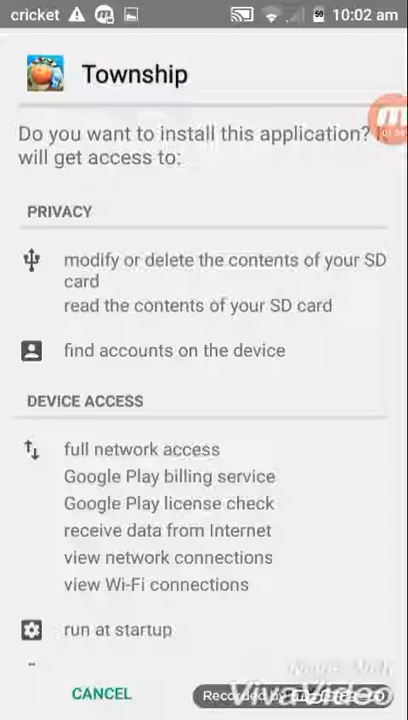 cricket 50 10:02 am
Township
Do you want to install this application?
will get access to:
PRIVACY
modify or delete the contents of your SD
card
read the contents of your SD card
find accounts on the device
DEVICE ACCESS
full network access
Google Play billing service
Google Play license check
receive data from Internet
view network connections
view Wi-Fi connections
run at startup
CANCEL
Recorded by
VivaVideo